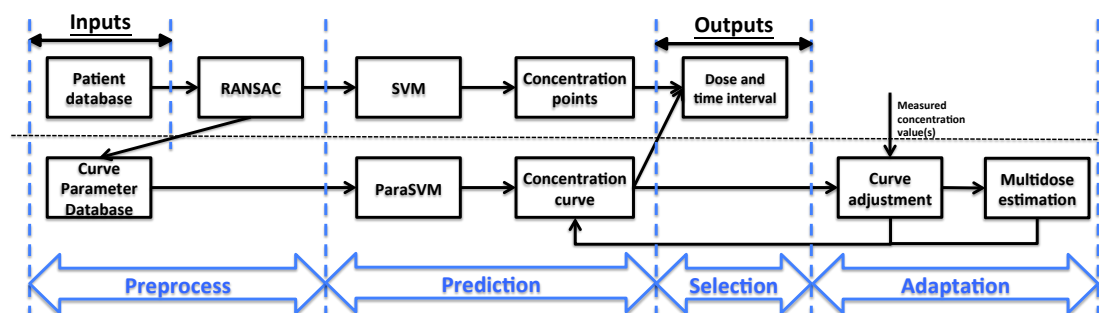 Inputs
Outputs
Patient
database
RANSAC
SVM
Concentration
points
Dose and
time interval
Measured
concentration
value(s)
Curve
Parameter
Database
ParaSVM
Concentration
curve
Curve
adjustment
Multidose
estimation
Preprocess
Prediction
Selection
Adaptation